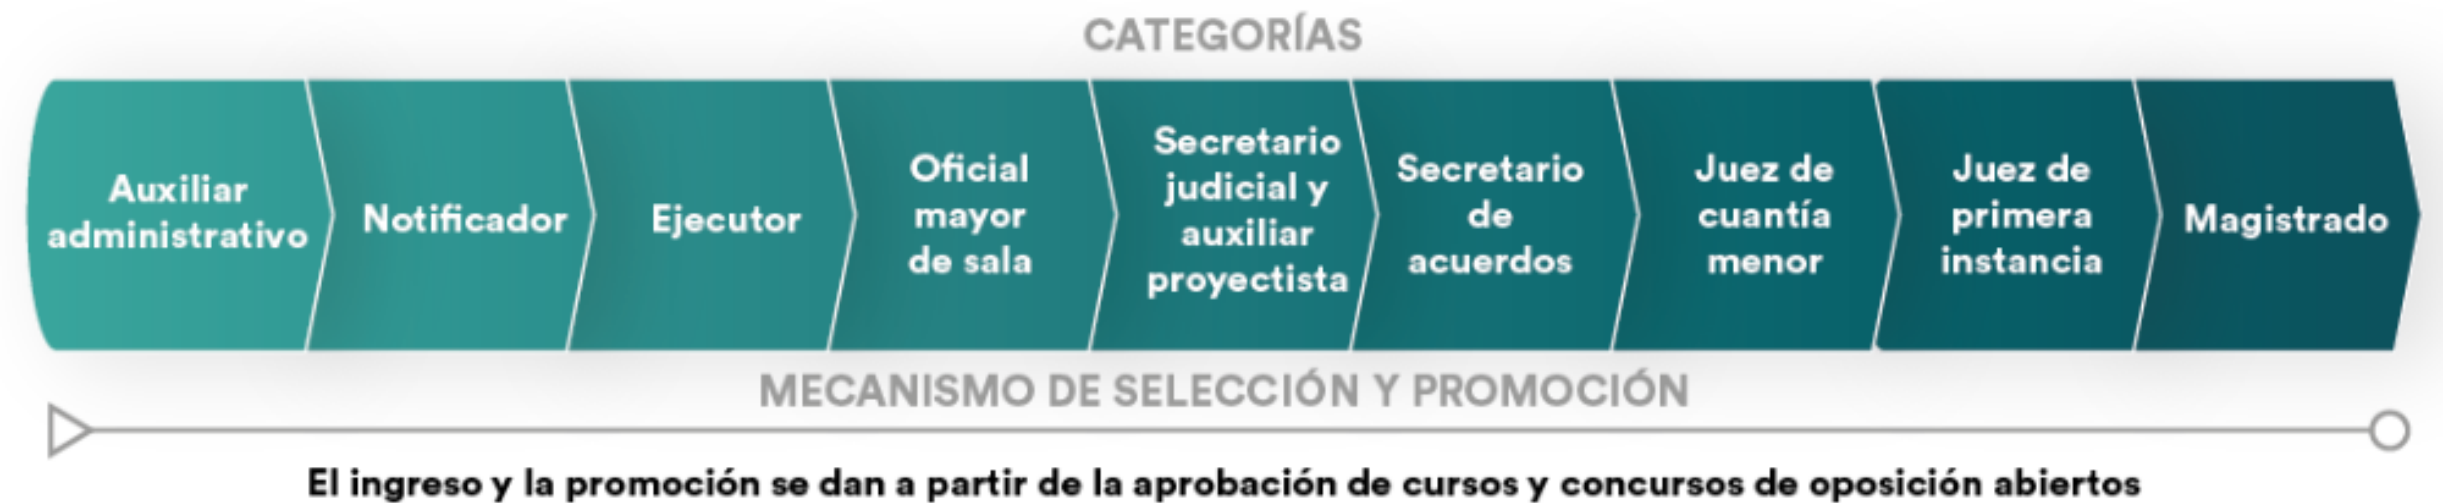 CATEGORÍAS
Auxiliar
administrativo
Notificador
Ejecutor
Oficial
mayor
de sala
Secretario
judicial y
auxiliar
proyectista
Secretario
de
acuerdos
Juez de
cuantía
menor
Juez de
primera
instancia
Magistrado
MECANISMO DE SELECCIÓN Y PROMOCIÓN
El ingreso y la promoción se dan a partir de la aprobación de cursos y concursos de oposición abiertos